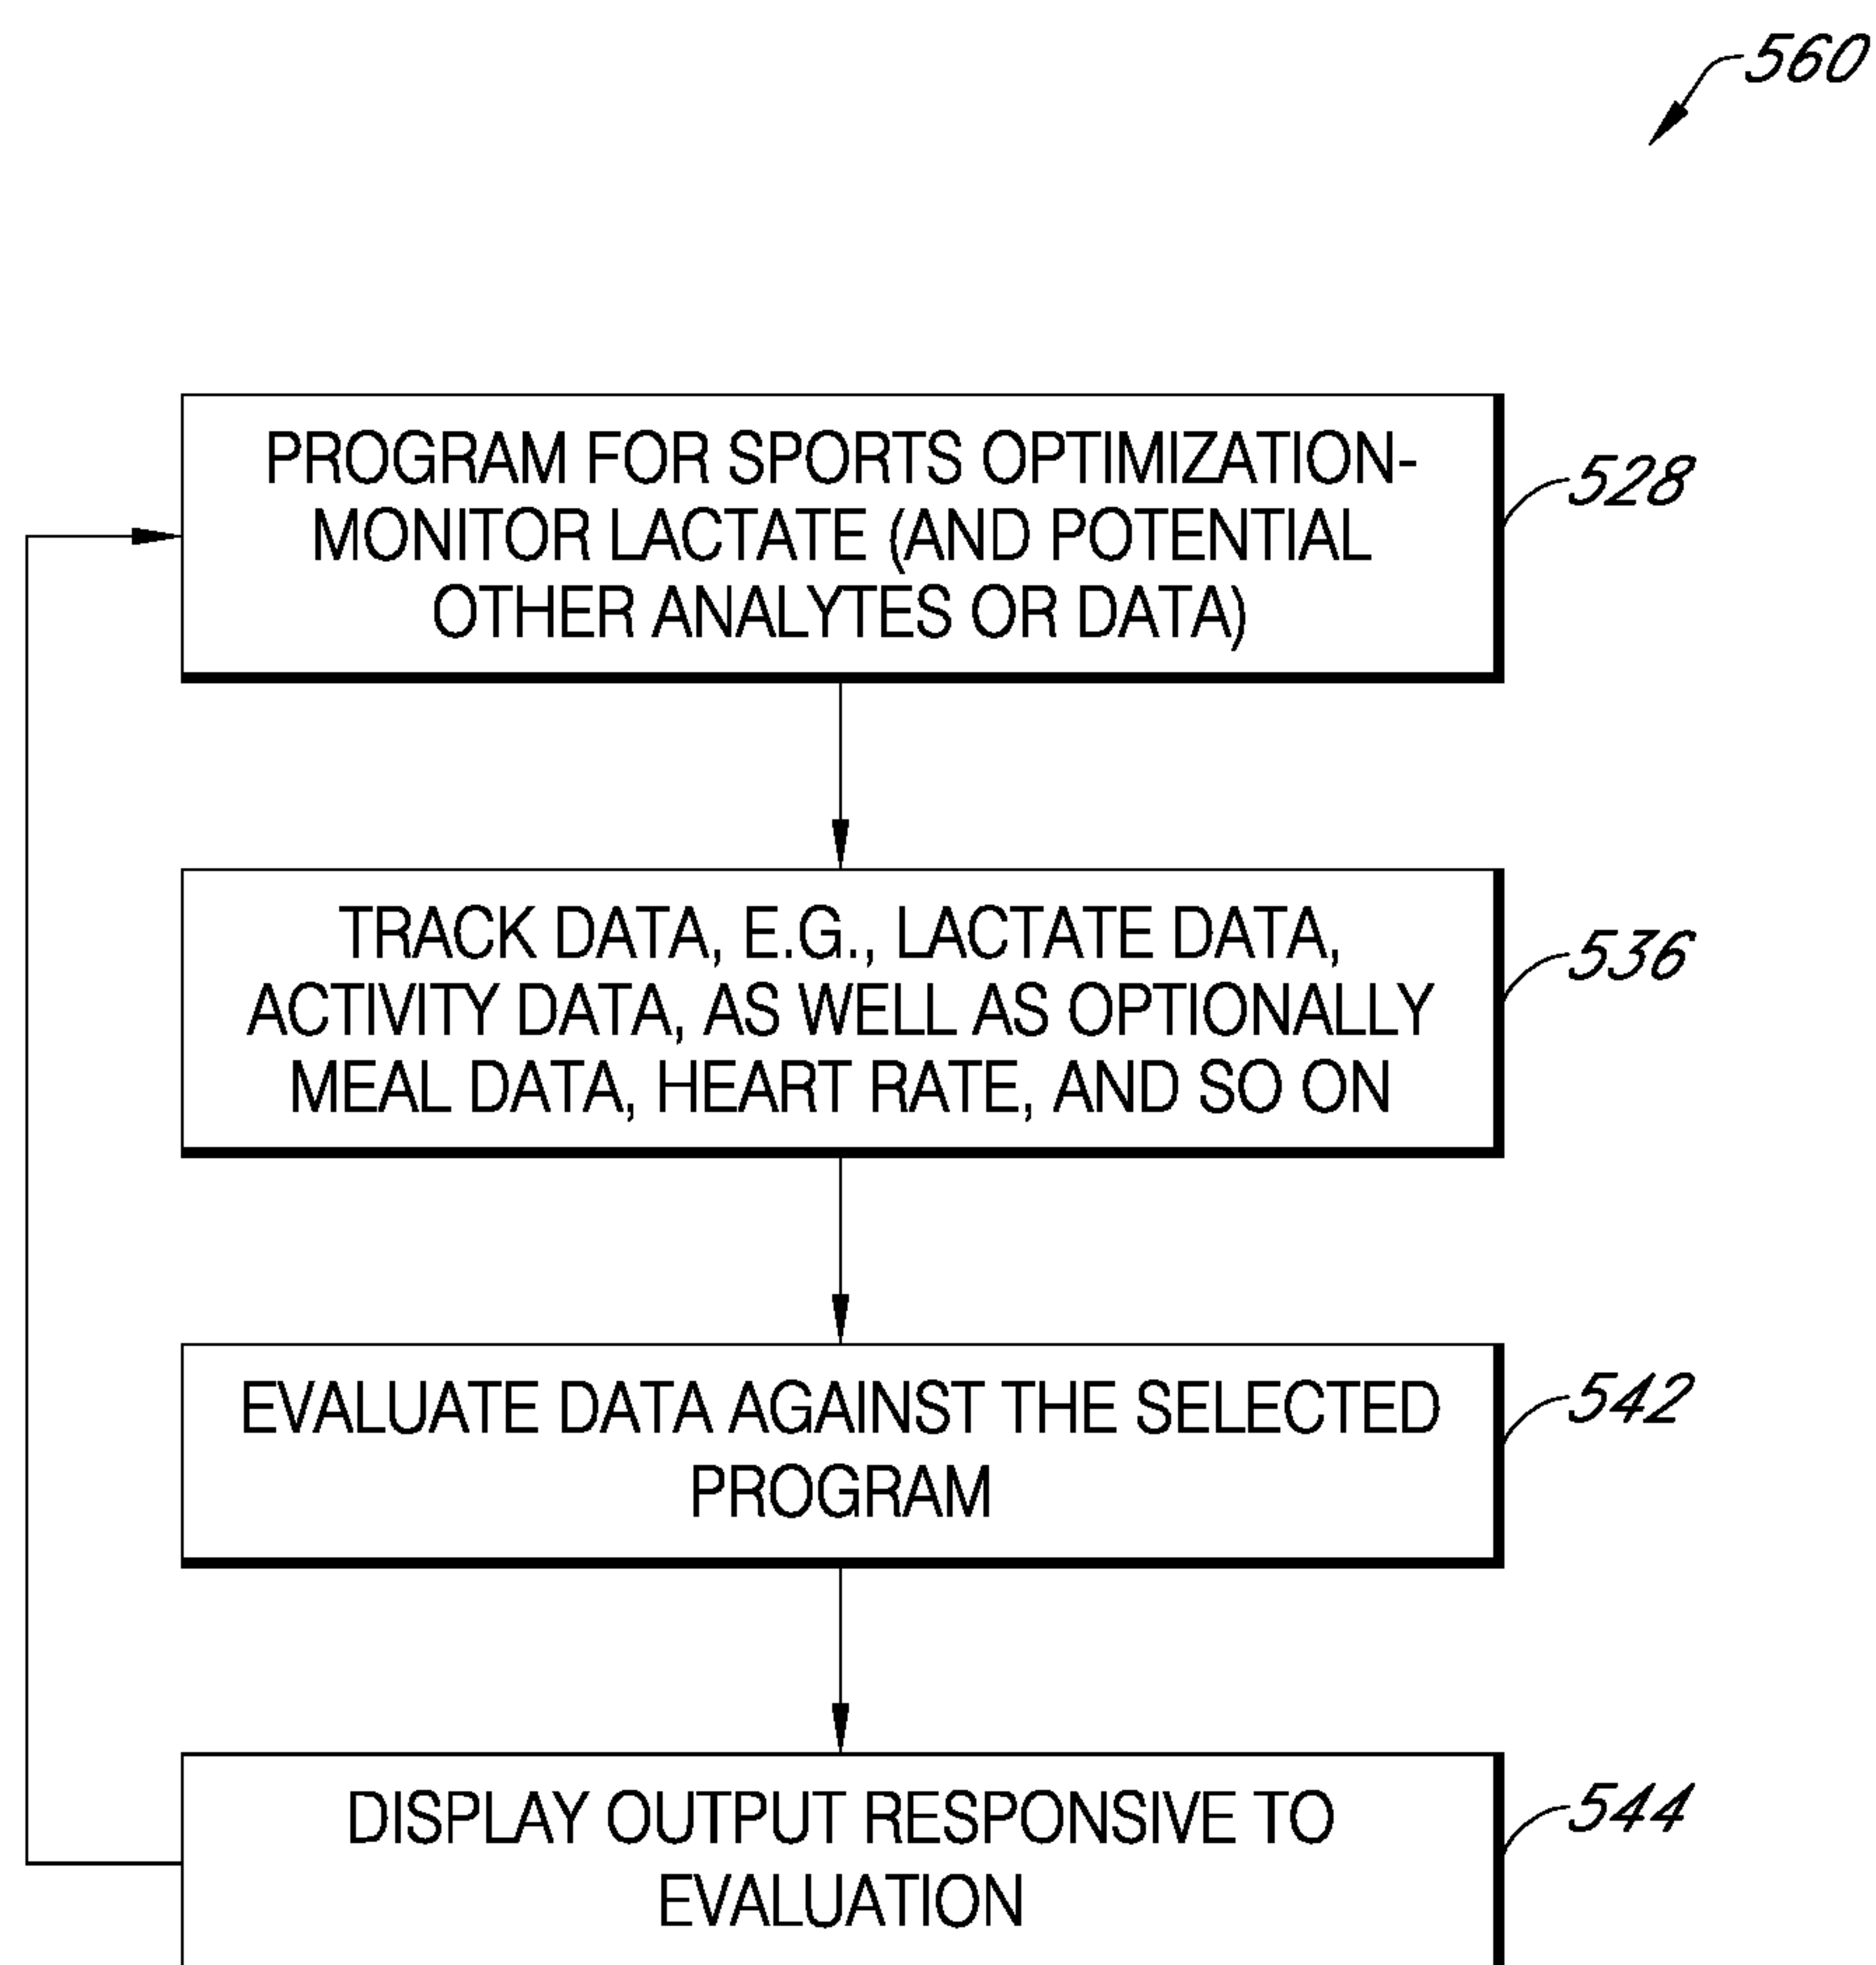 560
PROGRAM FOR SPORTS OPTIMIZATION-
MONITOR LACTATE (AND POTENTIAL
OTHER ANALYTES OR DATA)
528
TRACK DATA, E.G., LACTATE DATA,
ACTIVITY DATA, AS WELL AS OPTIONALLY
MEAL DATA, HEART RATE, AND SO ON
536
EVALUATE DATA AGAINST THE SELECTED
PROGRAM
542
DISPLAY OUTPUT RESPONSIVE TO
EVALUATION
544